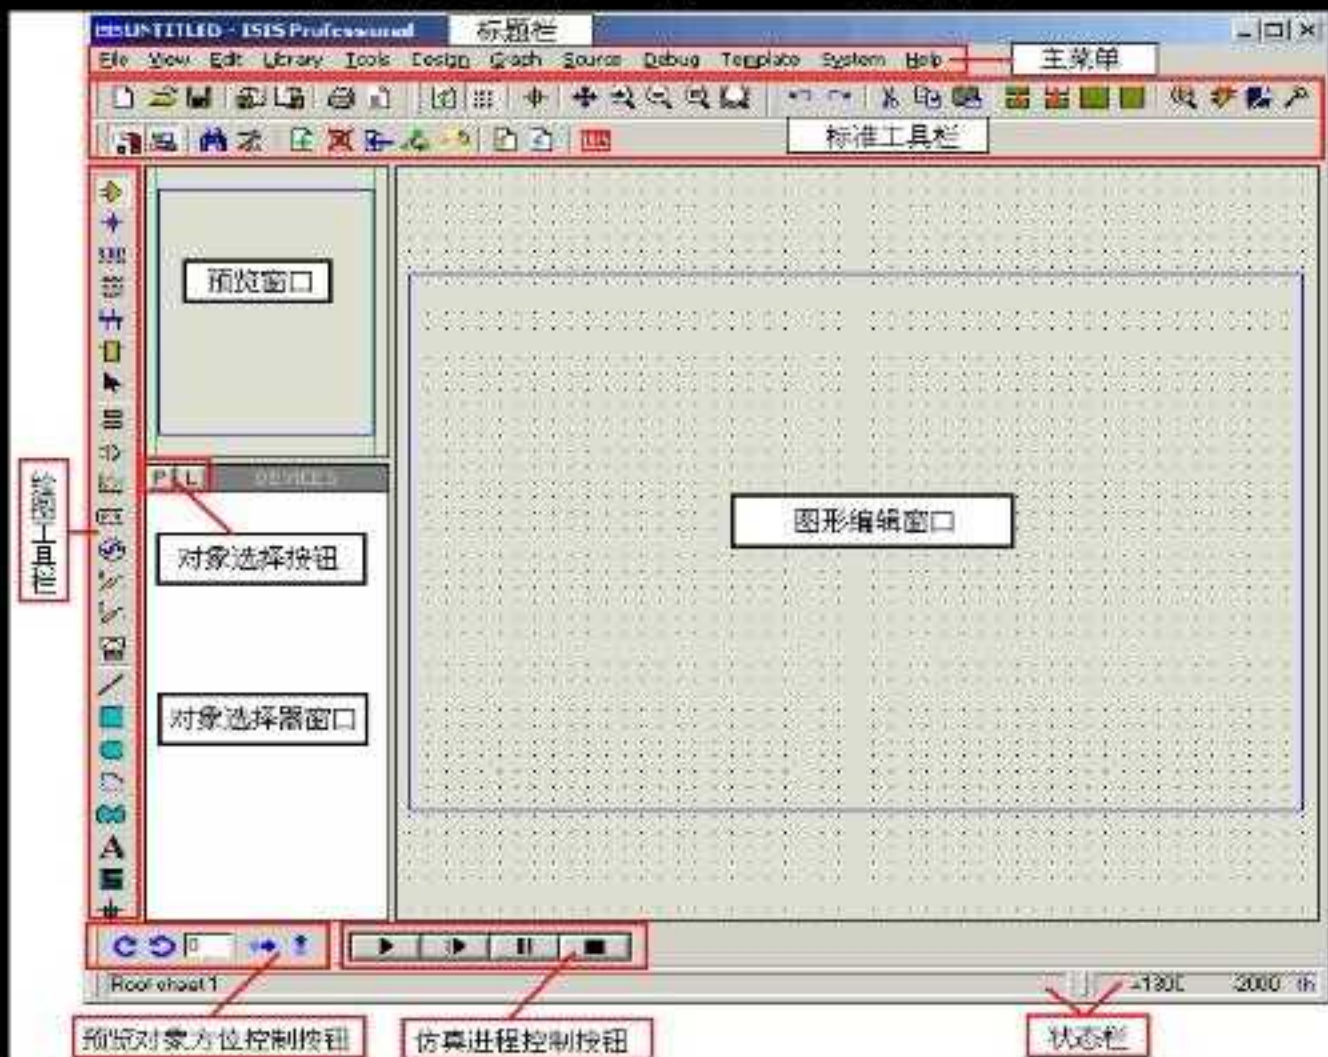 UNTITLED - ISIS Professional
标题栏
File View Edit Library Tools Design Graph Source Debug Template System Help
主菜单
标准工具栏
预览窗口
P L DEVICES
对象选择按钮
图形编辑窗口
绘图工具栏
对象选择器窗口
A
0
Root sheet 1
-2000 th
预览对象方位控制按钮
仿真进程控制按钮
状态栏